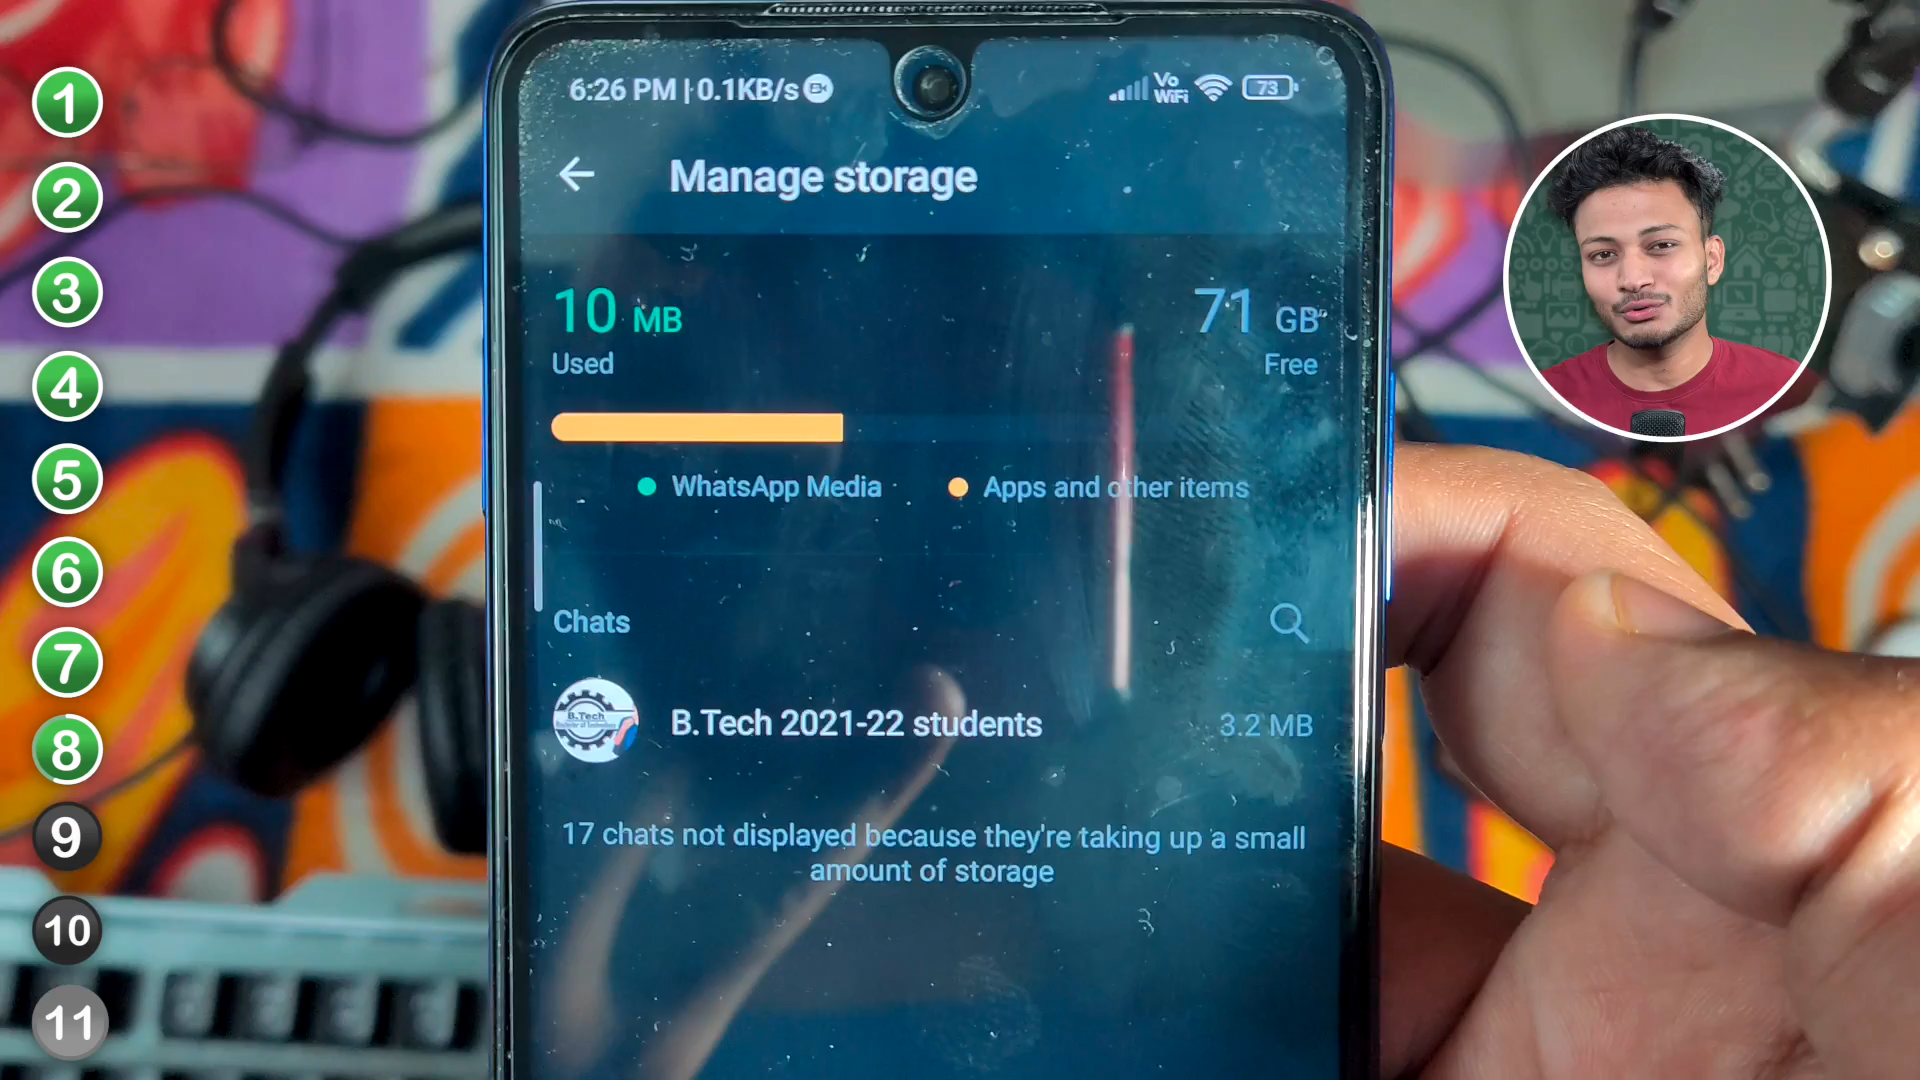 1
2
3
4
5
6
7
8
9
10
11
6:26 PM | 0.1KB/s
Vo
WiFi
73
Manage storage
10 MB
71 GB
Used
Free
WhatsApp Media
Apps and other items
Chats
B.Tech
B.Tech 2021-22 students
3.2 MB
17 chats not displayed because they're taking up a small
amount of storage